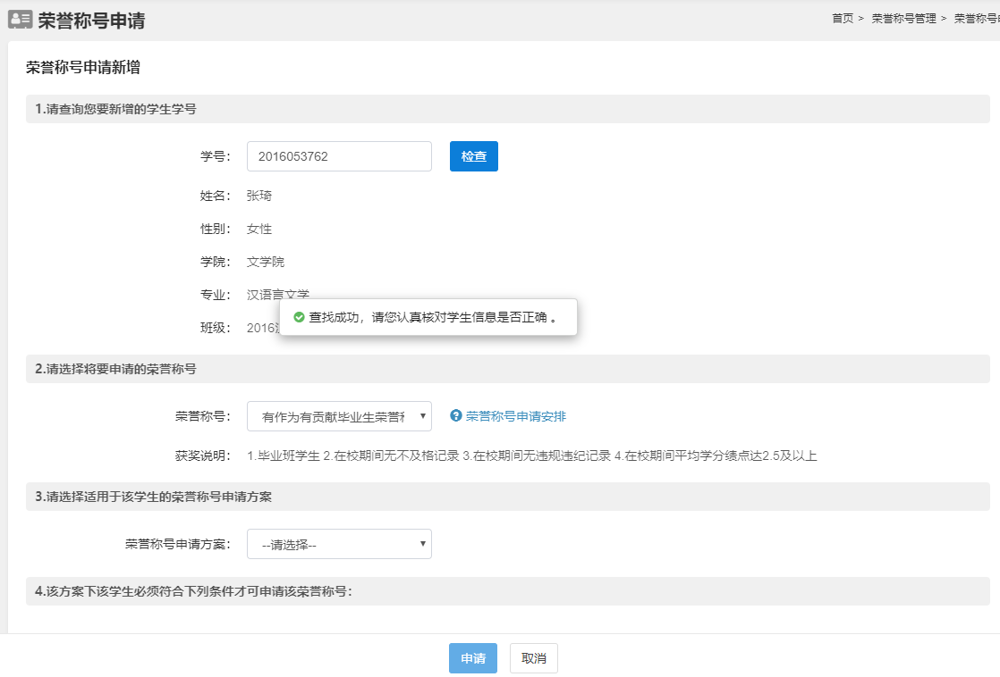 荣誉称号申请
首页 > 荣誉称号管理 > 荣誉称号
荣誉称号申请新增
1.请查询您要新增的学生学号
学号： 2016053762 检查
姓名： 张琦
性别： 女性
学院： 文学院
专业： 汉语言文学
查找成功，请您认真核对学生信息是否正确 。
班级： 2016
2.请选择将要申请的荣誉称号
荣誉称号： 有作为有贡献毕业生荣誉 荣誉称号申请安排
获奖说明： 1.毕业班学生 2.在校期间无不及格记录 3.在校期间无违规违纪记录 4.在校期间平均学分绩点达2.5及以上
3.请选择适用于该学生的荣誉称号申请方案
荣誉称号申请方案： --请选择--
4.该方案下该学生必须符合下列条件才可申请该荣誉称号：
申请 取消